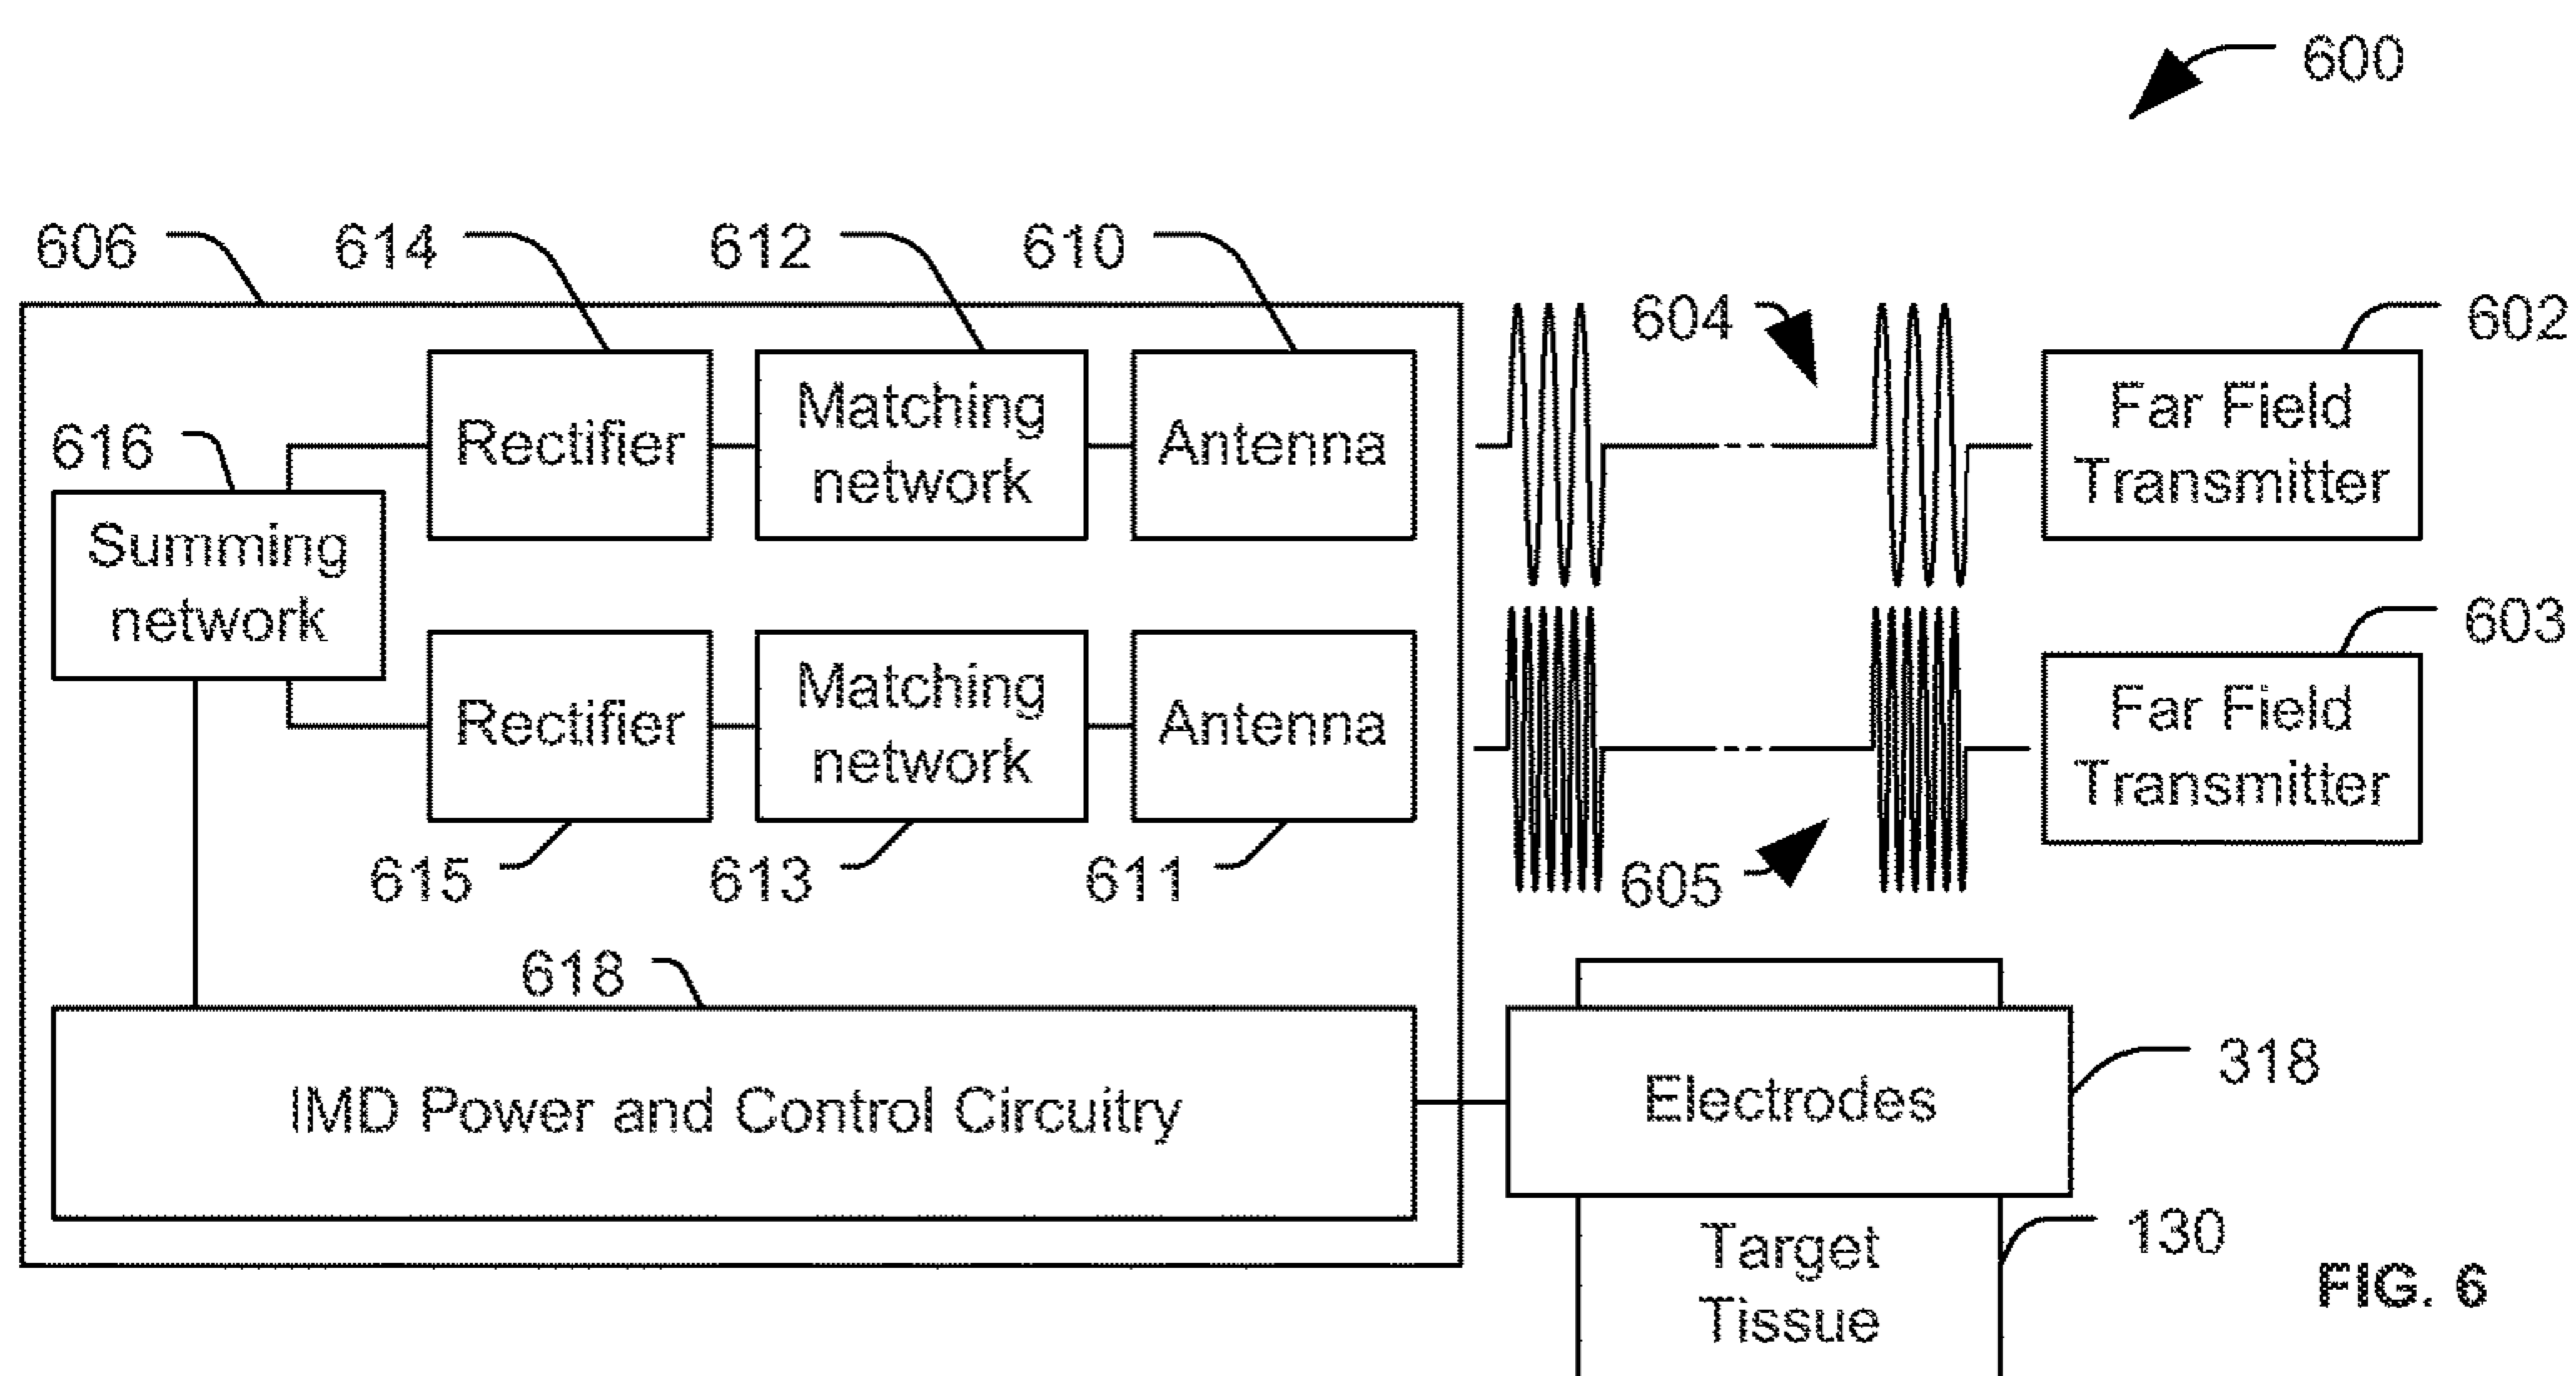 600
606
614
612
610
604
602
Rectifier
Matching
network
Antenna
Far Field
Transmitter
616
Summing
network
603
Rectifier
Matching
network
Antenna
Far Field
Transmitter
615
613
611
605
618
IMD Power and Control Circuitry
Electrodes
318
Target
Tissue
130
FIG. 6